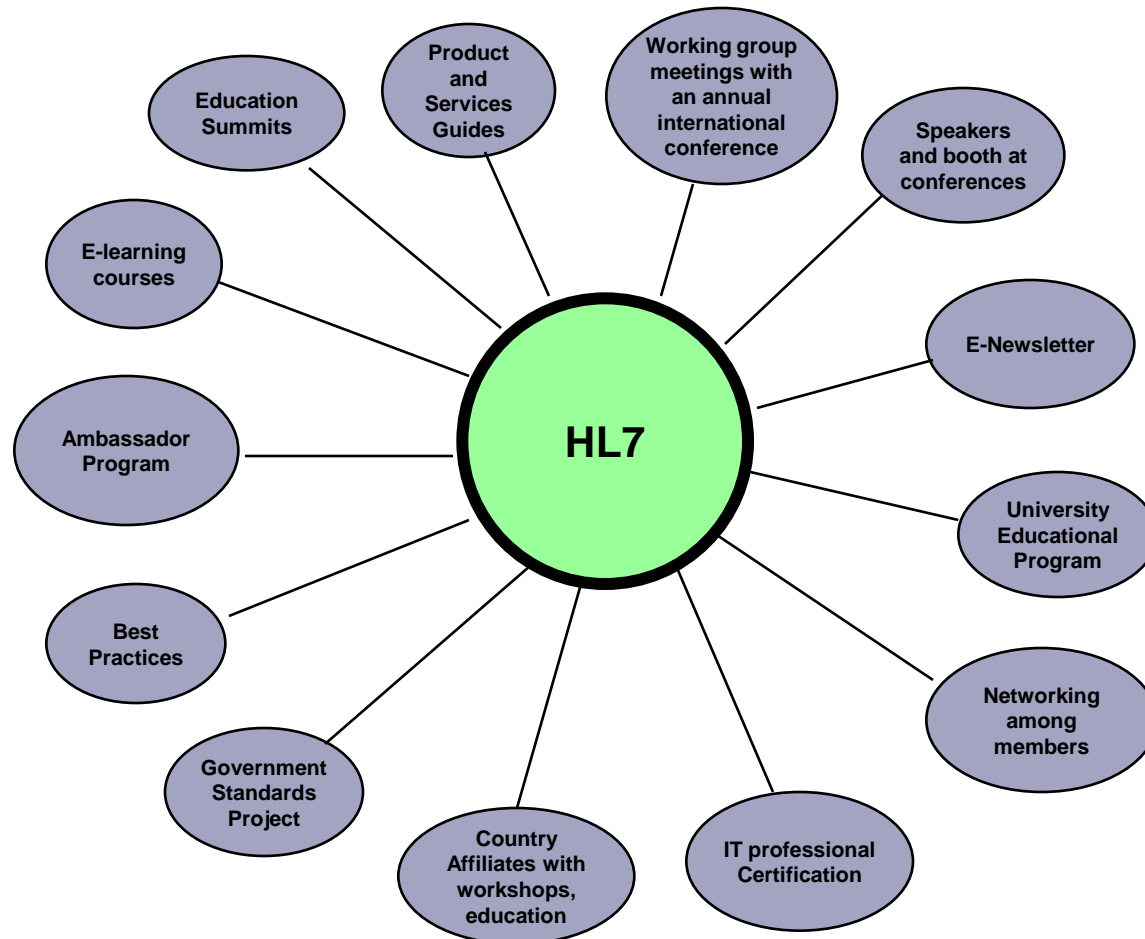 Working group
meetings with
an annual
international
conference
Product
and
Services
Guides
Education
Summits
Speakers
and booth at
conferences
E-learning
courses
E-Newsletter
HL7
Ambassador
Program
University
Educational
Program
Best
Practices
Networking
among
members
Government
Standards
Project
Country
Affiliates with
workshops,
education
IT professional
Certification